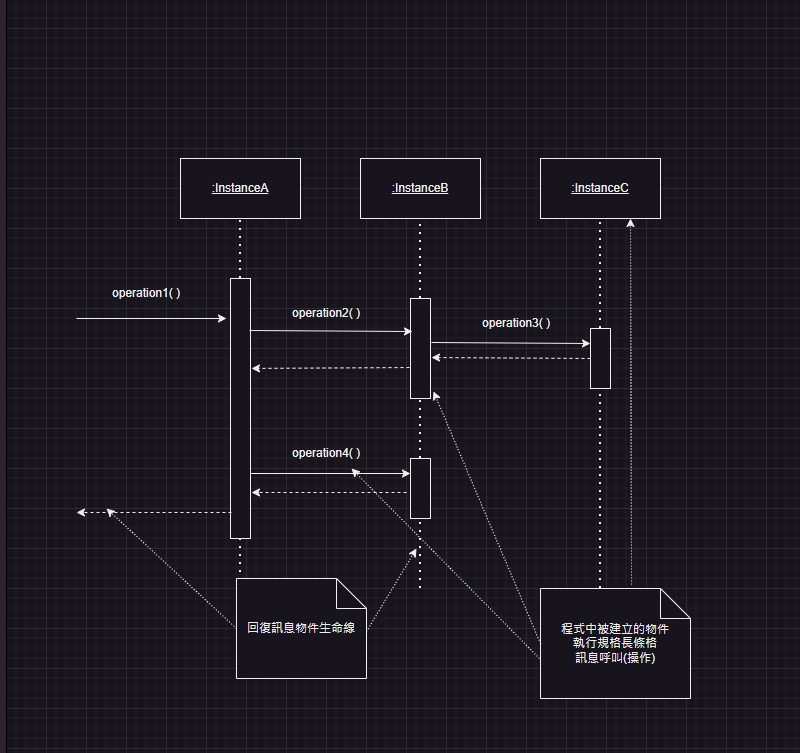 :InstanceA
:InstanceB
:InstanceC
operation1( )
operation2( )
operation3( )
operation4( )
回復訊息物件生命線
程式中被建立的物件
執行規格長條格
訊息呼叫(操作)